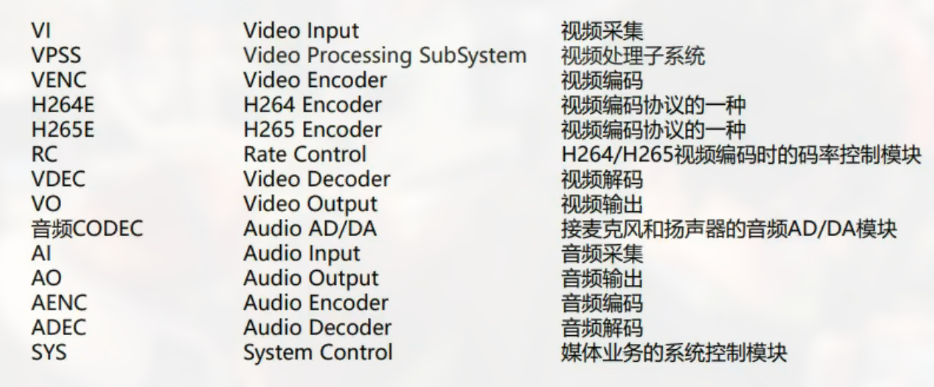 VI Video Input 视频采集
VPSS Video Processing SubSystem 视频处理子系统
VENC Video Encoder 视频编码
H264E H264 Encoder 视频编码协议的一种
H265E H265 Encoder 视频编码协议的一种
RC Rate Control H264/H265视频编码时的码率控制模块
VDEC Video Decoder 视频解码
VO Video Output 视频输出
音频CODEC Audio AD/DA 接麦克风和扬声器的音频AD/DA模块
AI Audio Input 音频采集
AO Audio Output 音频输出
AENC Audio Encoder 音频编码
ADEC Audio Decoder 音频解码
SYS System Control 媒体业务的系统控制模块